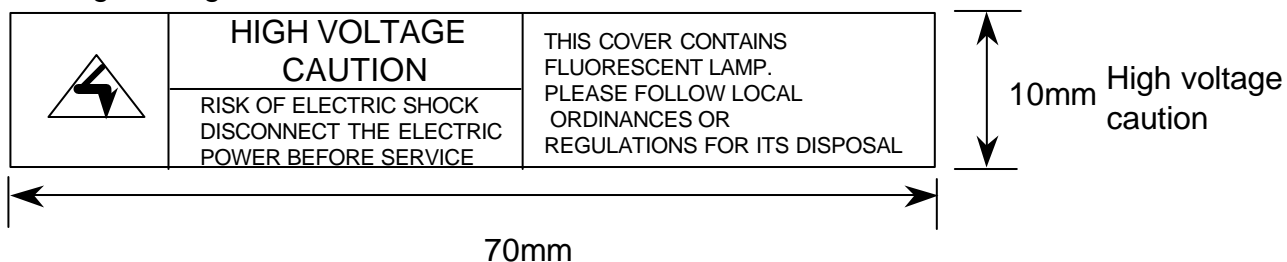 HIGH VOLTAGE
CAUTION
RISK OF ELECTRIC SHOCK
DISCONNECT THE ELECTRIC
POWER BEFORE SERVICE
THIS COVER CONTAINS
FLUORESCENT LAMP.
PLEASE FOLLOW LOCAL
ORDINANCES OR
REGULATIONS FOR ITS DISPOSAL
10mm
High voltage
caution
70mm